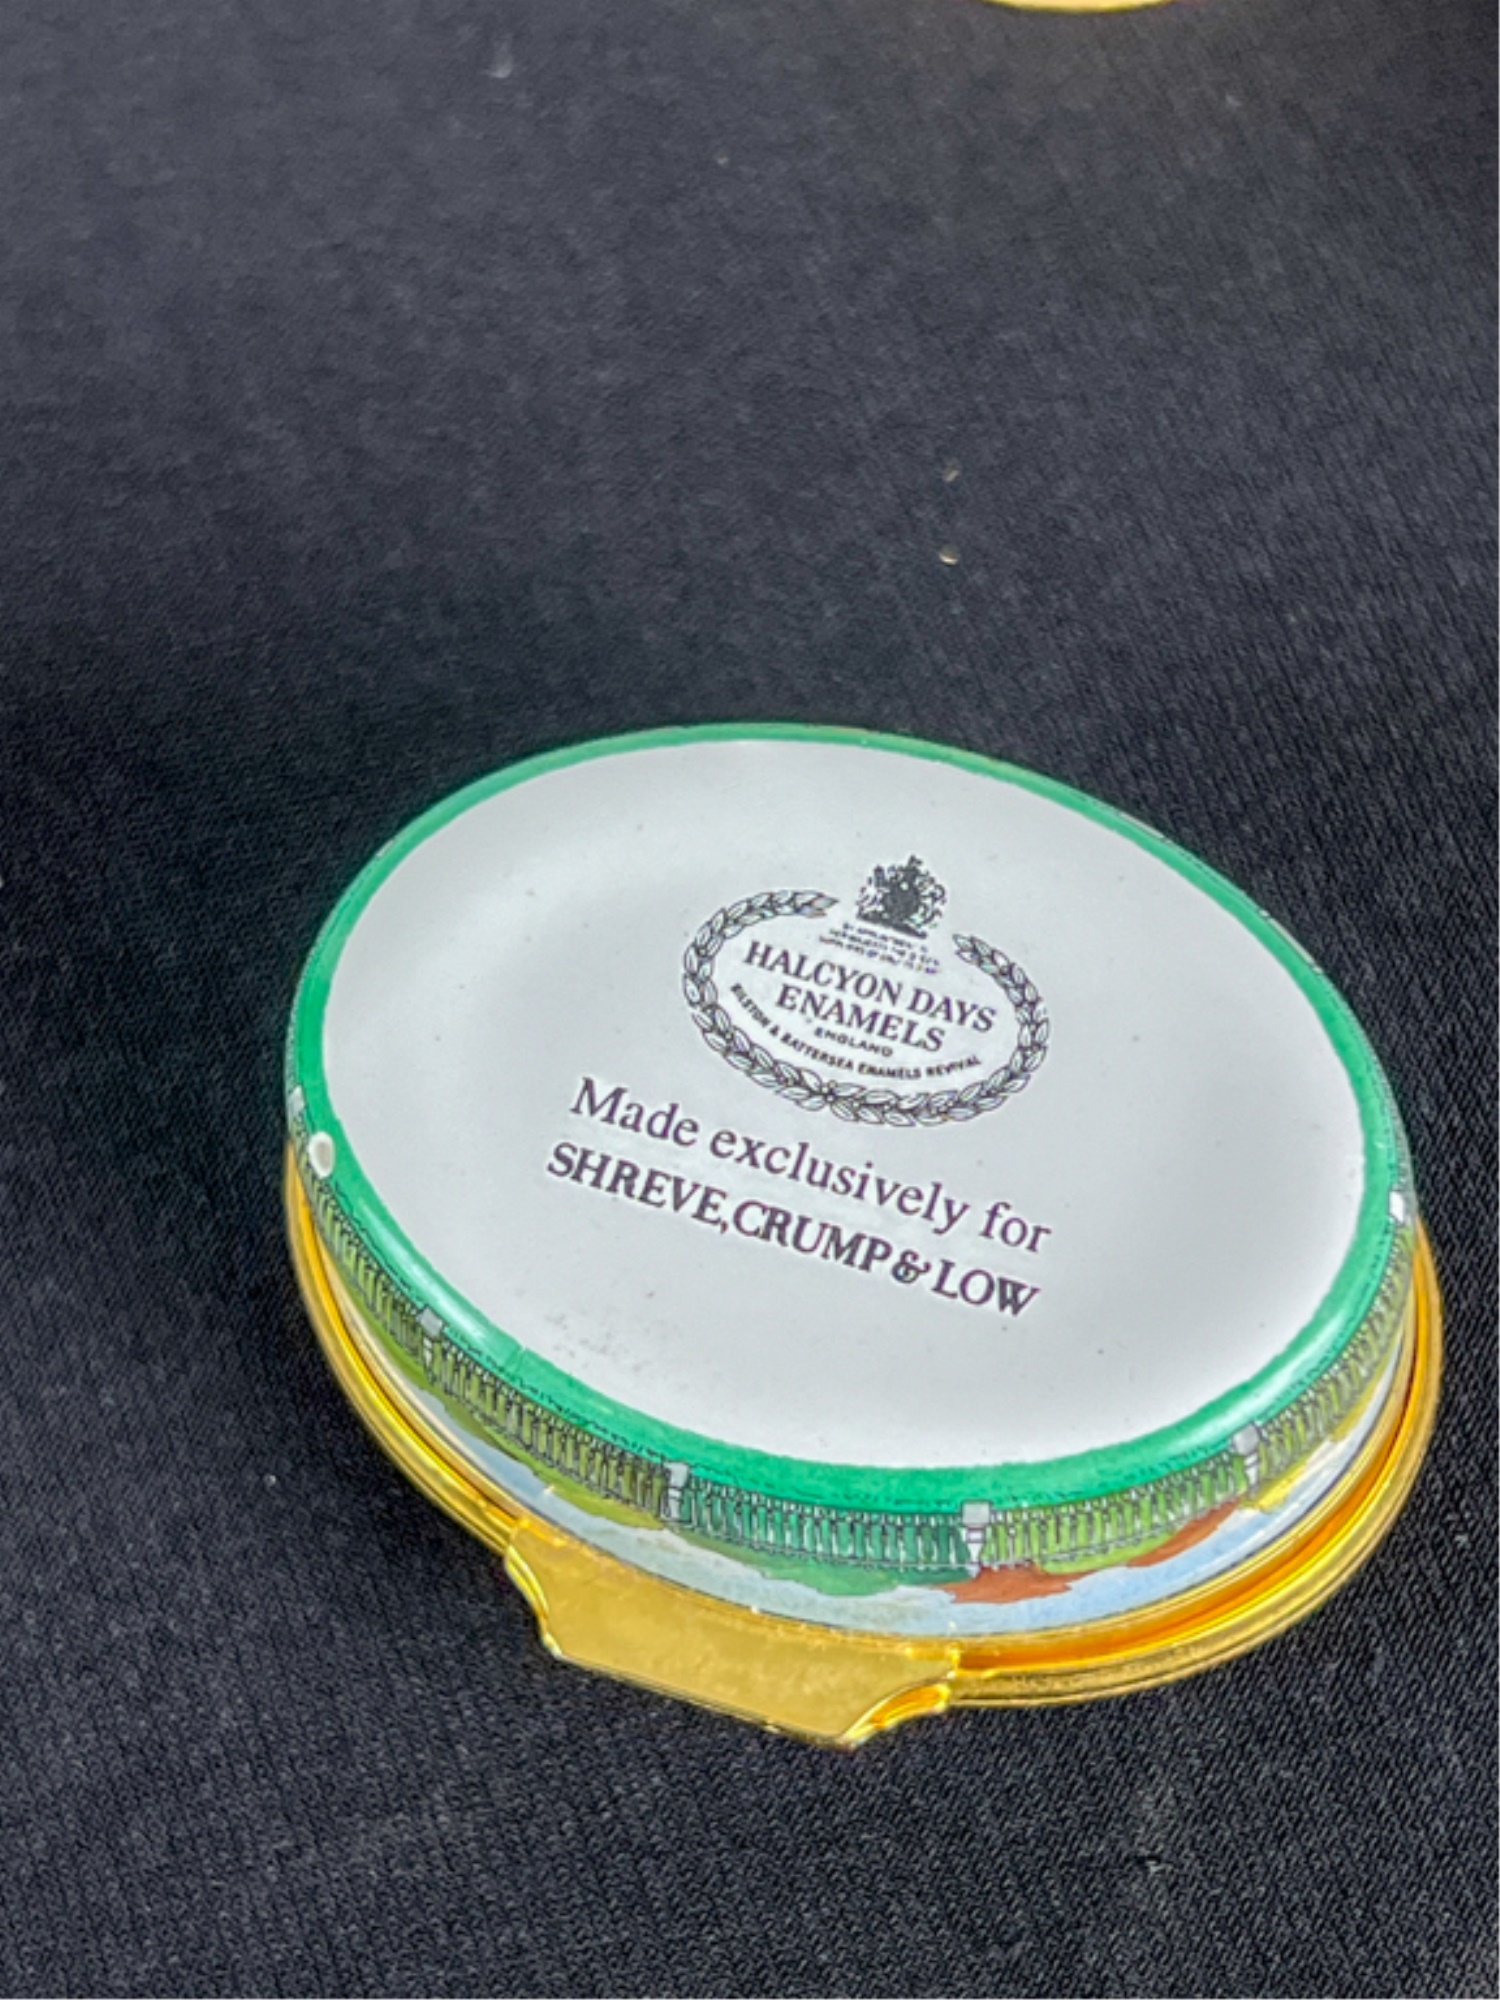 HALCYON DAYS
ENAMELS
ENGLAND
BILSTON & BATTERSEA ENAMELS REVIVAL
Made exclusively for
SHREVE, CRUMP & LOW